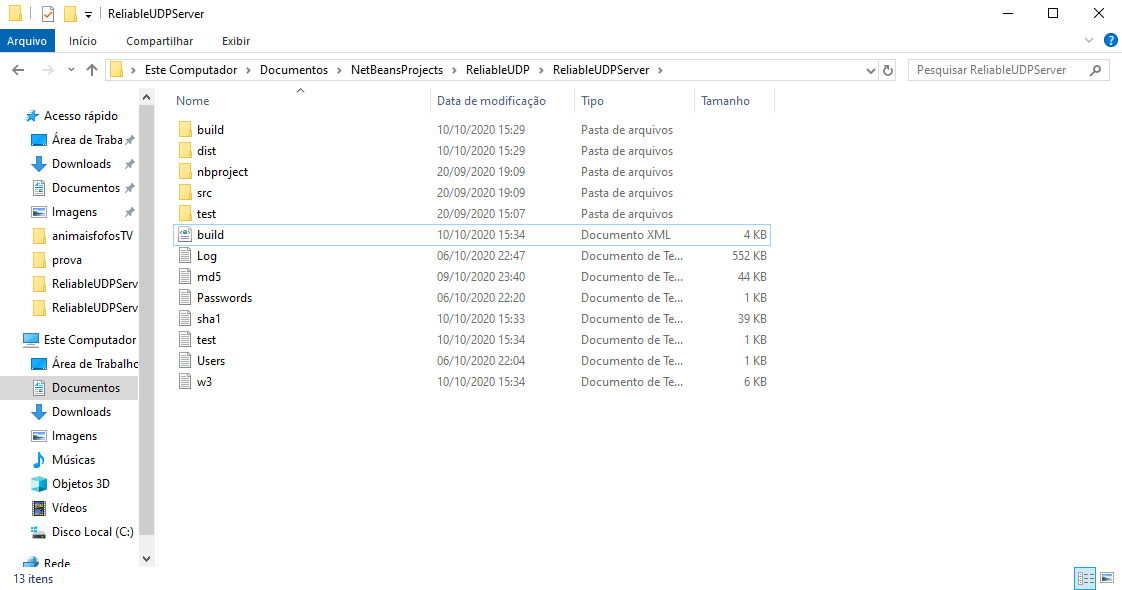 ReliableUDPServer
Arquivo Início Compartilhar Exibir
Este Computador Documentos NetBeansProjects ReliableUDP ReliableUDPServer Pesquisar ReliableUDPServer
Acesso rápido
Área de Traba
Downloads
Documentos
Imagens
animaisfofosTV
prova
ReliableUDPServ
ReliableUDPServ
Este Computador
Área de Trabalhc
Documentos
Downloads
Imagens
Músicas
Objetos 3D
Vídeos
Disco Local (C:)
Rede
Nome Data de modificação Tipo Tamanho
build 10/10/2020 15:29 Pasta de arquivos
dist 10/10/2020 15:29 Pasta de arquivos
nbproject 20/09/2020 19:09 Pasta de arquivos
src 20/09/2020 19:09 Pasta de arquivos
test 20/09/2020 15:07 Pasta de arquivos
build 10/10/2020 15:34 Documento XML 4 KB
Log 06/10/2020 22:47 Documento de Te... 552 KB
md5 09/10/2020 23:40 Documento de Te... 44 KB
Passwords 06/10/2020 22:20 Documento de Te... 1 KB
sha1 10/10/2020 15:33 Documento de Te... 39 KB
test 10/10/2020 15:34 Documento de Te... 1 KB
Users 06/10/2020 22:04 Documento de Te... 1 KB
w3 10/10/2020 15:34 Documento de Te... 6 KB
13 itens